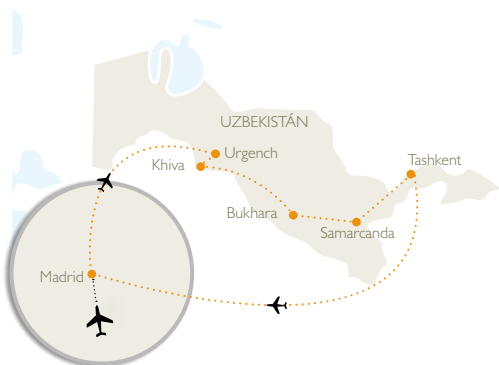 UZBEKISTÁN
Urgench
Khiva
Tashkent
Bukhara
Samarcanda
Madrid